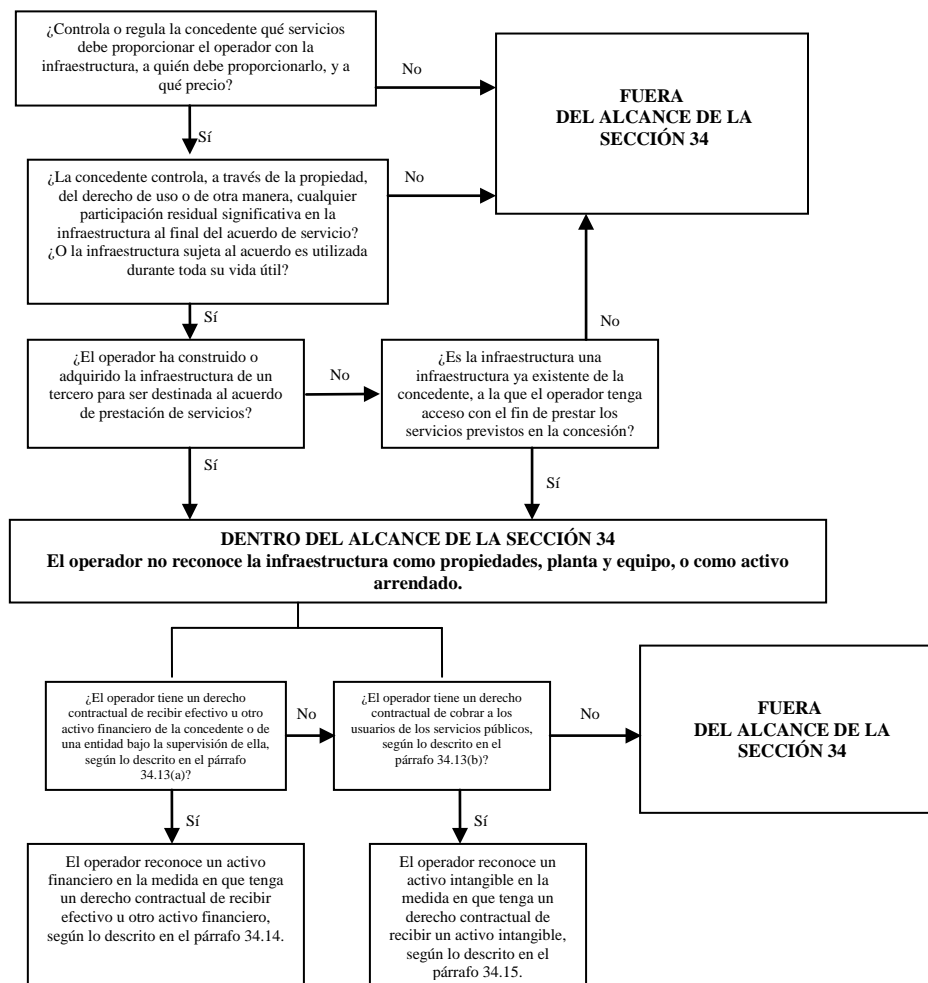 ¿Controla o regula la concedente qué servicios
debe proporcionar el operador con la
infraestructura, a quién debe proporcionarlo, y a
qué precio?
No
FUERA
DEL ALCANCE DE LA
SECCIÓN 34
Sí
¿La concedente controla, a través de la propiedad,
del derecho de uso o de otra manera, cualquier
participación residual significativa en la
infraestructura al final del acuerdo de servicio?
¿O la infraestructura sujeta al acuerdo es utilizada
durante toda su vida útil?
No
Sí
No
¿El operador ha construido o
adquirido la infraestructura de un
tercero para ser destinada al acuerdo
de prestación de servicios?
No
¿Es la infraestructura una
infraestructura ya existente de la
concedente, a la que el operador tenga
acceso con el fin de prestar los
servicios previstos en la concesión?
Sí
Sí
DENTRO DEL ALCANCE DE LA SECCIÓN 34
El operador no reconoce la infraestructura como propiedades, planta y equipo, o como activo
arrendado.
¿El operador tiene un derecho
contractual de recibir efectivo u otro
activo financiero de la concedente o de
una entidad bajo la supervisión de ella,
según lo descrito en el párrafo
34.13(a)?
No
¿El operador tiene un derecho
contractual de cobrar a los
usuarios de los servicios públicos,
según lo descrito en el
párrafo 34.13(b)?
No
FUERA
DEL ALCANCE DE LA
SECCIÓN 34
Sí
Sí
El operador reconoce un activo
financiero en la medida en que tenga
un derecho contractual de recibir
efectivo u otro activo financiero,
según lo descrito en el párrafo 34.14.
El operador reconoce un
activo intangible en la
medida en que tenga un
derecho contractual de
recibir un activo intangible,
según lo descrito en el
párrafo 34.15.